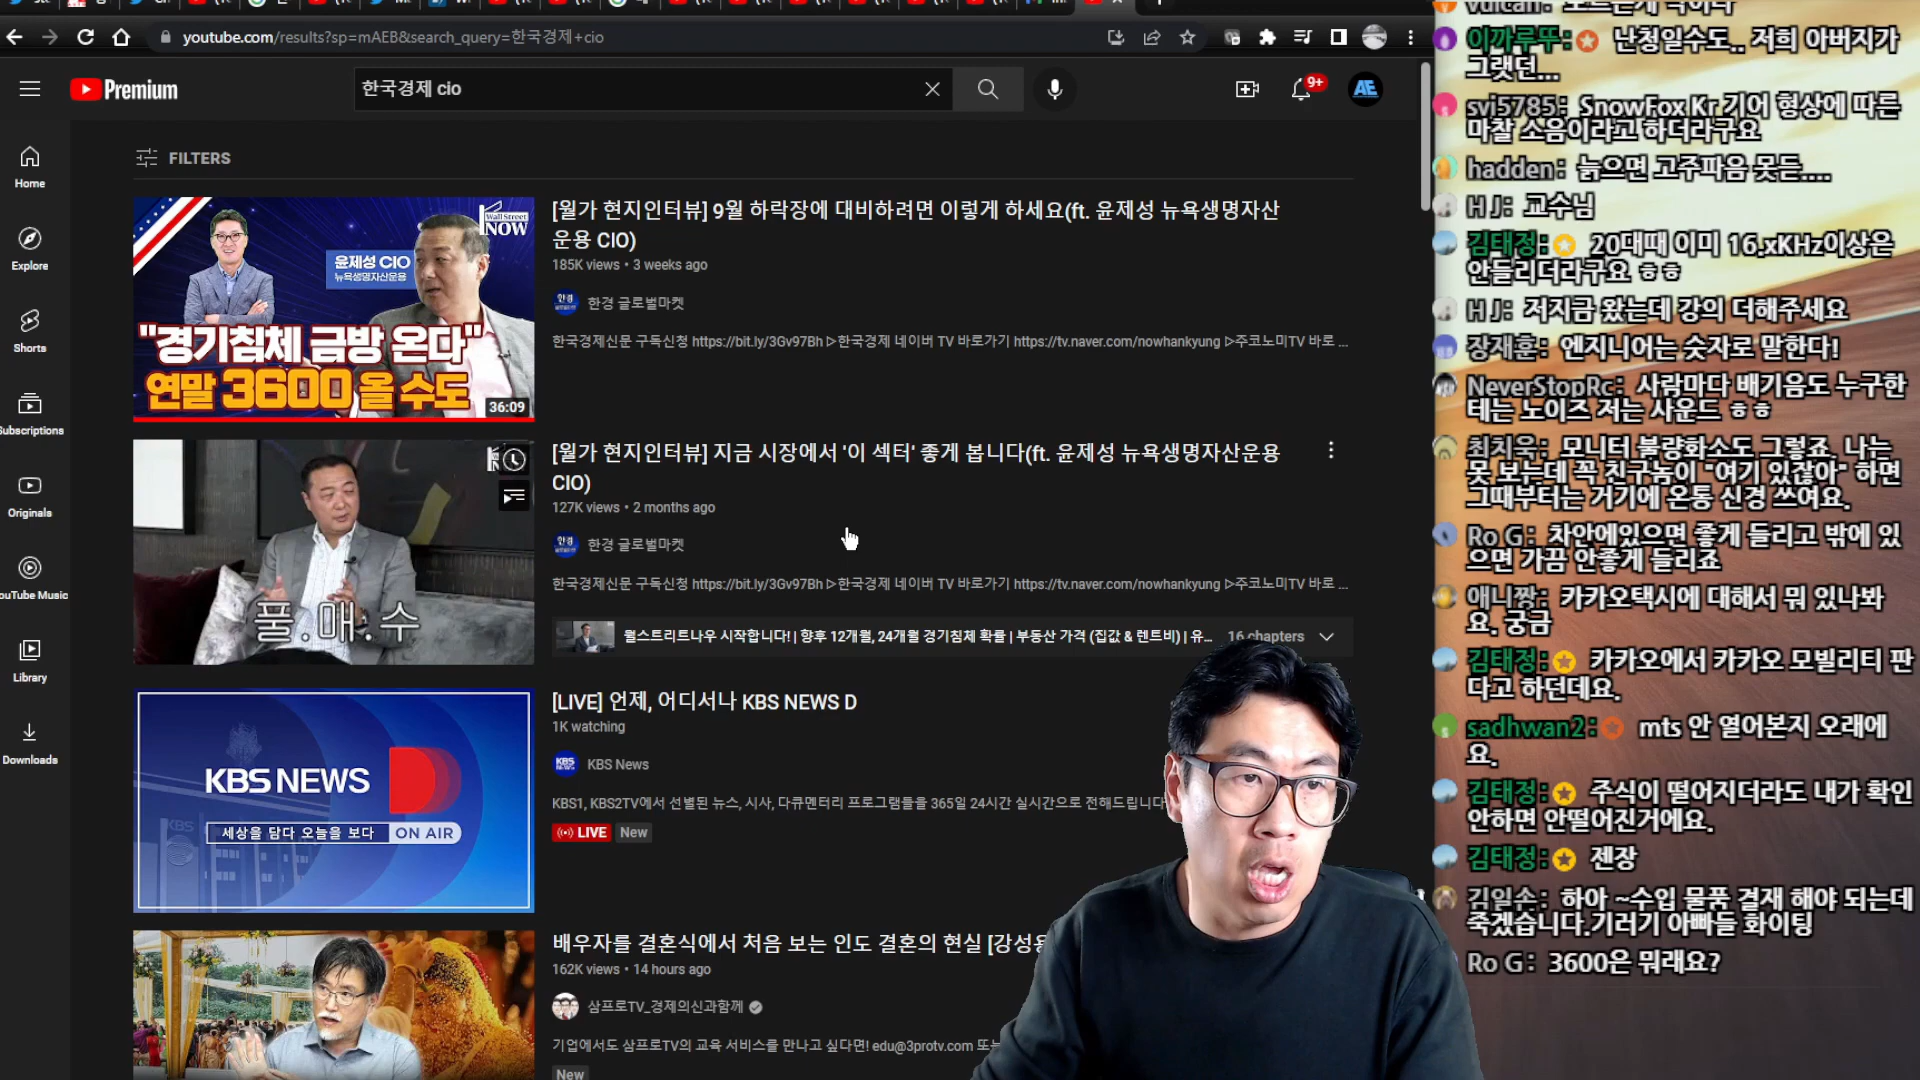 youtube.com/results?sp=mAEB&search_query=한국경제+cio
Premium
한국경제 cio
9+
AE
FILTERS
Home
Explore
Shorts
Subscriptions
Originals
YouTube Music
Library
Downloads
Wall Street
NOW
윤제성 CIO
뉴욕생명자산운용
"경기침체 금방 온다"
연말 3600 올 수도
36:09
[월가 현지인터뷰] 9월 하락장에 대비하려면 이렇게 하세요(ft. 윤제성 뉴욕생명자산
운용 CIO)
185K views • 3 weeks ago
한경 글로벌마켓
한국경제신문 구독신청 https://bit.ly/3Gv97Bh ▷한국경제 네이버 TV 바로가기 https://tv.naver.com/nowhankyung ▷주코노미TV 바로 ...
풀.매.수
[월가 현지인터뷰] 지금 시장에서 '이 섹터' 좋게 봅니다(ft. 윤제성 뉴욕생명자산운용
CIO)
127K views • 2 months ago
한경 글로벌마켓
한국경제신문 구독신청 https://bit.ly/3Gv97Bh ▷한국경제 네이버 TV 바로가기 https://tv.naver.com/nowhankyung ▷주코노미TV 바로 ...
월스트리트나우 시작합니다! | 향후 12개월, 24개월 경기침체 확률 | 부동산 가격 (집값 & 렌트비) | 유... 16 chapters
KBS NEWS D
세상을 담다 오늘을 보다 ON AIR
[LIVE] 언제, 어디서나 KBS NEWS D
1K watching
KBS News
KBS1, KBS2TV에서 선별된 뉴스, 시사, 다큐멘터리 프로그램들을 365일 24시간 실시간으로 전해드립니다
LIVE New
배우자를 결혼식에서 처음 보는 인도 결혼의 현실 [강성용
162K views • 14 hours ago
삼프로TV_경제의신과함께
기업에서도 삼프로TV의 교육 서비스를 만나고 싶다면! edu@3protv.com 또는
New
vulcan:
이까루뚜: 난청일수도.. 저희 아버지가
그랫던...
svi5785: SnowFox Kr 기어 형상에 따른
마찰 소음이라고 하더라구요
hadden: 늙으면 고주파음 못든....
H J: 교수님
김태정: 20대때 이미 16.xKHz이상은
안들리더라구요 ㅎㅎ
H J: 저지금 왔는데 강의 더해주세요
장재훈: 엔지니어는 숫자로 말한다!
NeverStopRc: 사람마다 배기음도 누구한
테는 노이즈 저는 사운드 ㅎㅎ
최치욱: 모니터 불량화소도 그렇죠. 나는
못 보는데 꼭 친구놈이 "여기 있잖아" 하면
그때부터는 거기에 온통 신경 쓰여요.
Ro G: 차안에있으면 좋게 들리고 밖에 있
으면 가끔 안좋게 들리죠
애니짱: 카카오택시에 대해서 뭐 있나봐
요. 궁금
김태정: 카카오에서 카카오 모빌리티 판
다고 하던데요.
sadhwan2: mts 안 열어본지 오래에
요.
김태정: 주식이 떨어지더라도 내가 확인
안하면 안떨어진거에요.
김태정: 젠장
김일손: 하아 ~수입 물품 결재 해야 되는데
죽겠습니다.기러기 아빠들 화이팅
Ro G: 3600은 뭐래요?